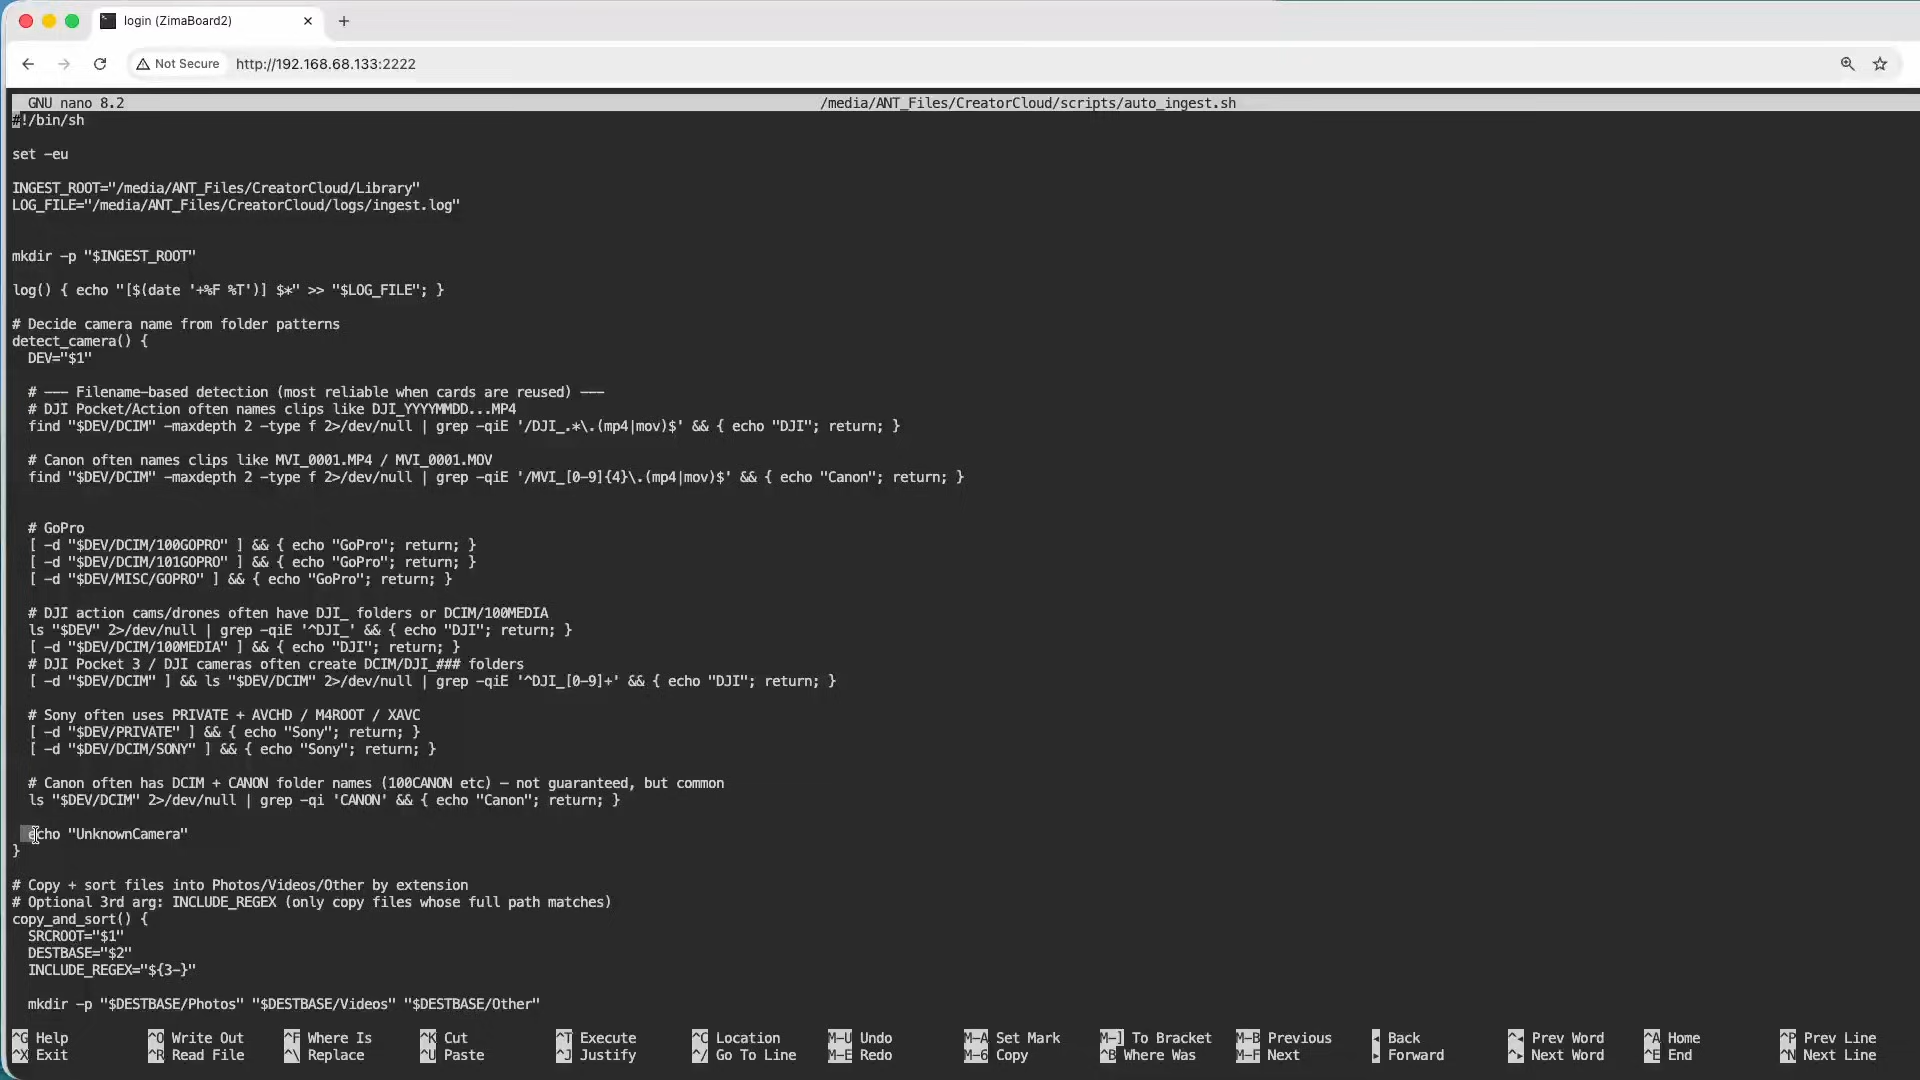 login (ZimaBoard2)
Not Secure http://192.168.68.133:2222
GNU nano 8.2 /media/ANT_Files/CreatorCloud/scripts/auto_ingest.sh
#!/bin/sh
set -eu
INGEST_ROOT="/media/ANT_Files/CreatorCloud/Library"
LOG_FILE="/media/ANT_Files/CreatorCloud/logs/ingest.log"
mkdir -p "$INGEST_ROOT"
log() { echo "[$(date '+%F %T')] $*" >> "$LOG_FILE"; }
# Decide camera name from folder patterns
detect_camera() {
DEV="$1"
# —— Filename-based detection (most reliable when cards are reused) ——
# DJI Pocket/Action often names clips like DJI_YYYYMMDD...MP4
find "$DEV/DCIM" -maxdepth 2 -type f 2>/dev/null | grep -qiE '/DJI_.*\.(mp4|mov)$' && { echo "DJI"; return; }
# Canon often names clips like MVI_0001.MP4 / MVI_0001.MOV
find "$DEV/DCIM" -maxdepth 2 -type f 2>/dev/null | grep -qiE '/MVI_[0-9]{4}\.(mp4|mov)$' && { echo "Canon"; return; }
# GoPro
[ -d "$DEV/DCIM/100GOPRO" ] && { echo "GoPro"; return; }
[ -d "$DEV/DCIM/101GOPRO" ] && { echo "GoPro"; return; }
[ -d "$DEV/MISC/GOPRO" ] && { echo "GoPro"; return; }
# DJI action cams/drones often have DJI_ folders or DCIM/100MEDIA
ls "$DEV" 2>/dev/null | grep -qiE '^DJI_' && { echo "DJI"; return; }
[ -d "$DEV/DCIM/100MEDIA" ] && { echo "DJI"; return; }
# DJI Pocket 3 / DJI cameras often create DCIM/DJI_### folders
[ -d "$DEV/DCIM" ] && ls "$DEV/DCIM" 2>/dev/null | grep -qiE '^DJI_[0-9]+' && { echo "DJI"; return; }
# Sony often uses PRIVATE + AVCHD / M4ROOT / XAVC
[ -d "$DEV/PRIVATE" ] && { echo "Sony"; return; }
[ -d "$DEV/DCIM/SONY" ] && { echo "Sony"; return; }
# Canon often has DCIM + CANON folder names (100CANON etc) — not guaranteed, but common
ls "$DEV/DCIM" 2>/dev/null | grep -qi 'CANON' && { echo "Canon"; return; }
echo "UnknownCamera"
}
# Copy + sort files into Photos/Videos/Other by extension
# Optional 3rd arg: INCLUDE_REGEX (only copy files whose full path matches)
copy_and_sort() {
SRCROOT="$1"
DESTBASE="$2"
INCLUDE_REGEX="${3-}"
mkdir -p "$DESTBASE/Photos" "$DESTBASE/Videos" "$DESTBASE/Other"
^G Help ^O Write Out ^F Where Is ^K Cut ^T Execute ^C Location M-U Undo M-A Set Mark M-] To Bracket M-B Previous ◂ Back ^◂ Prev Word ^A Home ^P Prev Line
^X Exit ^R Read File ^\ Replace ^U Paste ^J Justify ^/ Go To Line M-E Redo M-6 Copy ^B Where Was M-F Next ▸ Forward ^▸ Next Word ^E End ^N Next Line